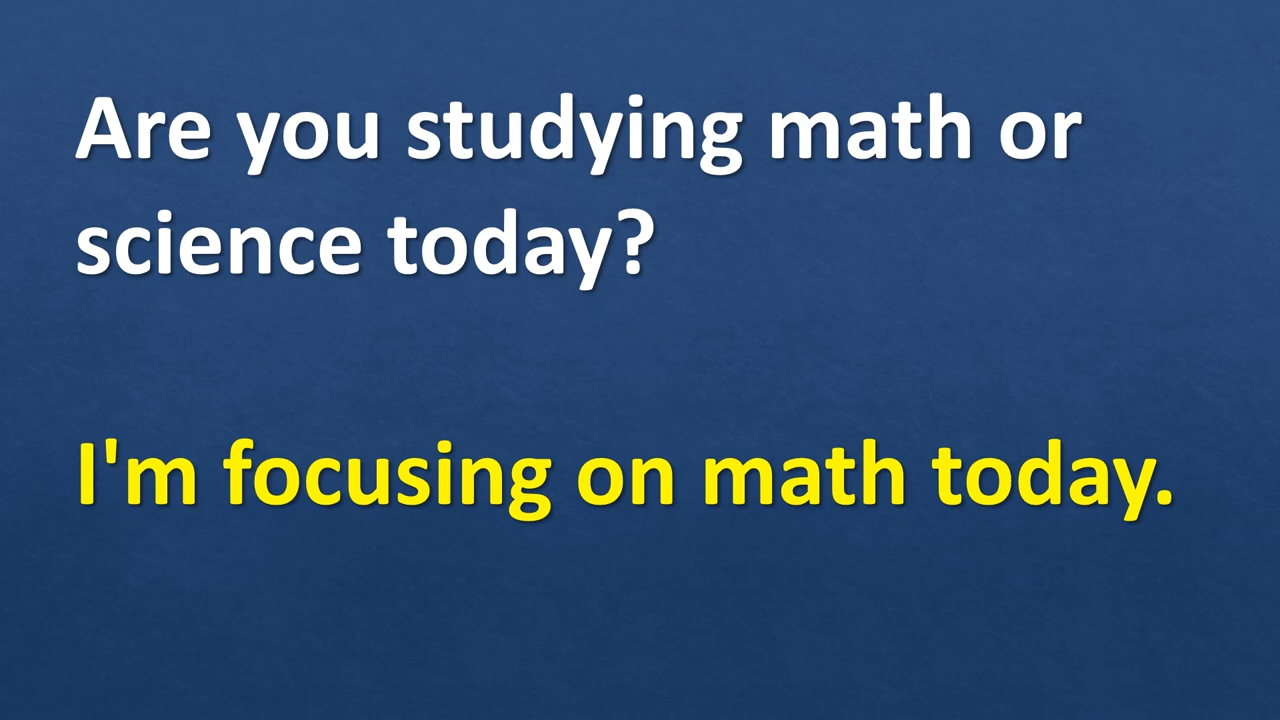 Are you studying math or
science today?
I'm focusing on math today.